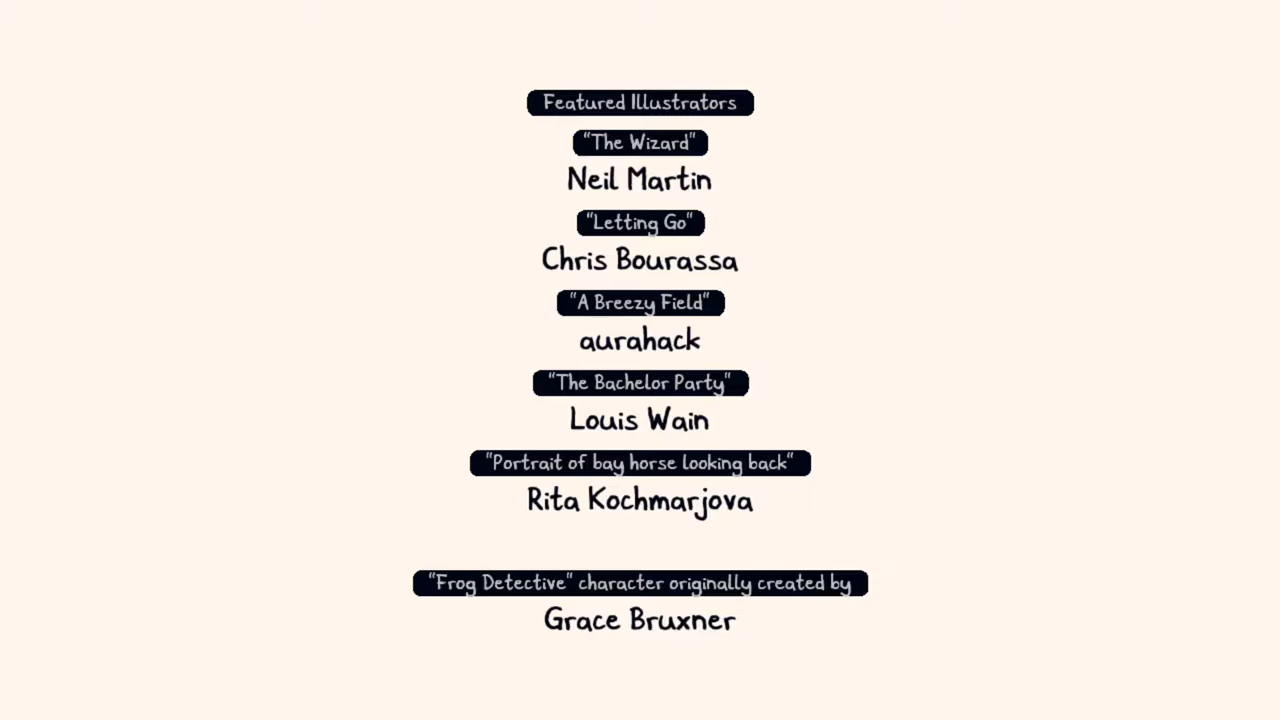 Featured Illustrators
"The Wizard"
Neil Martin
"Letting Go"
Chris Bourassa
"A Breezy Field"
aurahack
"The Bachelor Party"
Louis Wain
"Portrait of bay horse looking back"
Rita Kochmarjova
"Frog Detective" character originally created by
Grace Bruxner